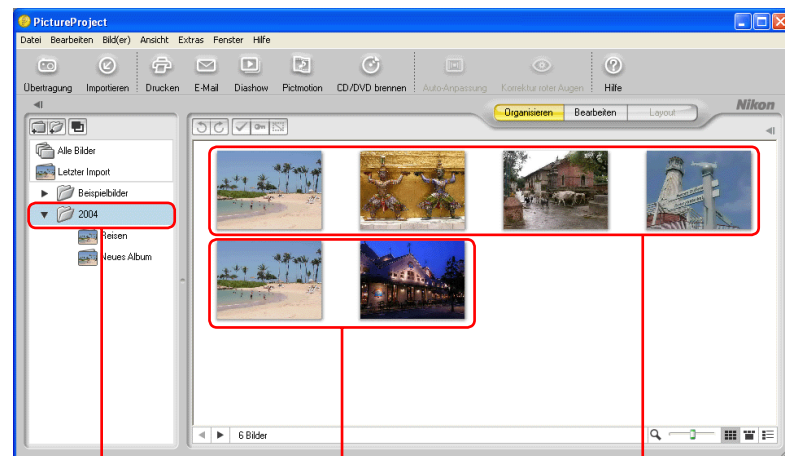 PictureProject
Datei Bearbeiten Bild(er) Ansicht Extras Fenster Hilfe
Übertragung Importieren Drucken E-Mail Diashow Pictmotion CD/DVD brennen Auto-Anpassung Korrektur roter Augen Hilfe
Organisieren Bearbeiten Layout Nikon
Alle Bilder
Letzter Import
Beispielbilder
2004
Reisen
Neues Album
6 Bilder